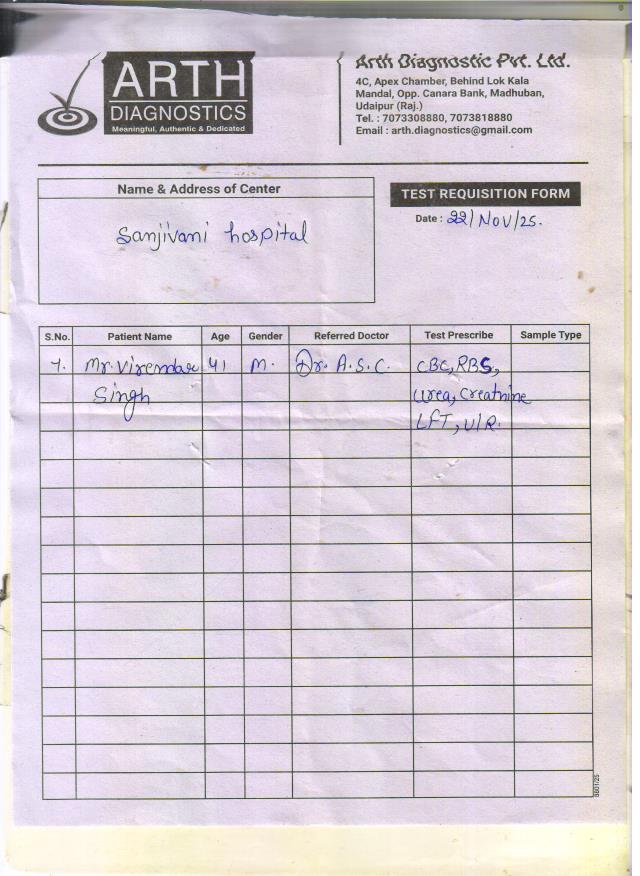 ARTH
DIAGNOSTICS
Meaningful, Authentic & Dedicated
Arth Diagnostic Pvt. Ltd.
4C, Apex Chamber, Behind Lok Kala
Mandal, Opp. Canara Bank, Madhuban,
Udaipur (Raj.)
Tel. : 7073308880, 7073818880
Email : arth.diagnostics@gmail.com
Name & Address of Center
Sanjivani hospital
TEST REQUISITION FORM
Date : 22/Nov/25.
S.No. Patient Name Age Gender Referred Doctor Test Prescribe Sample Type
1. Mr. Virendar 41 M. Dr. A.S.C. CBC, RBS,
Singh Urea, Creatnine
LFT, U/R.